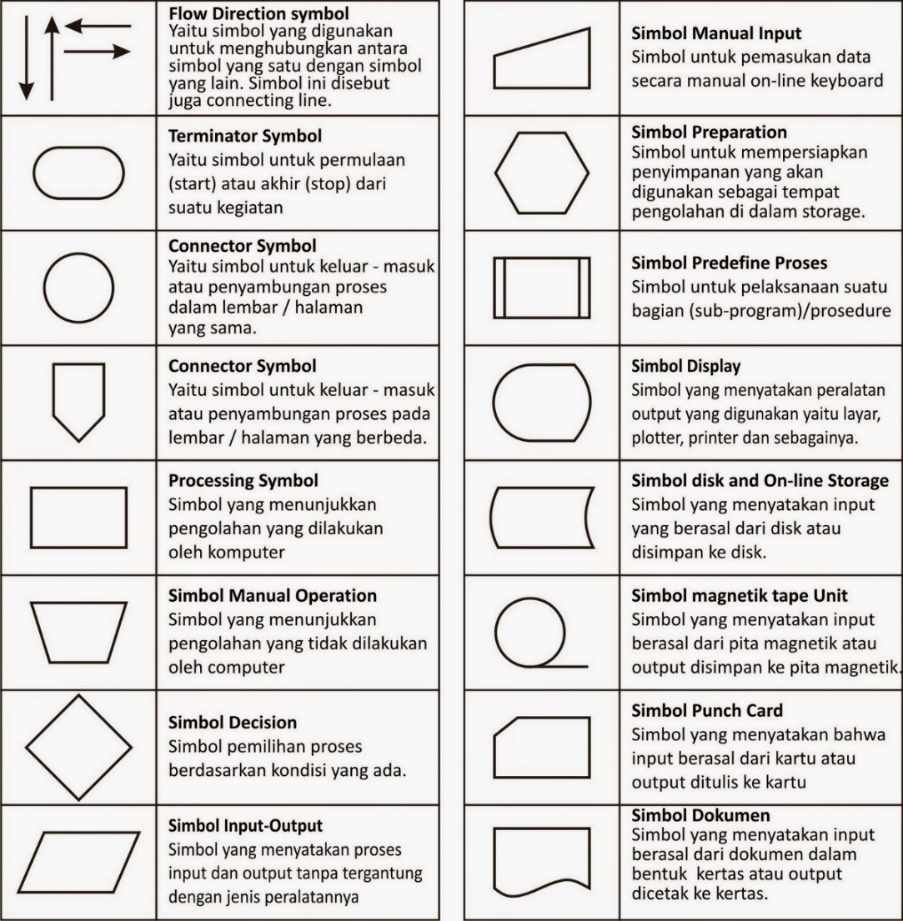 Flow Direction symbol
Yaitu simbol yang digunakan
untuk menghubungkan antara
simbol yang satu dengan simbol
yang lain. Simbol ini disebut
juga connecting line.
Terminator Symbol
Yaitu simbol untuk permulaan
(start) atau akhir (stop) dari
suatu kegiatan
Connector Symbol
Yaitu simbol untuk keluar - masuk
atau penyambungan proses
dalam lembar / halaman
yang sama.
Connector Symbol
Yaitu simbol untuk keluar - masuk
atau penyambungan proses pada
lembar / halaman yang berbeda.
Processing Symbol
Simbol yang menunjukkan
pengolahan yang dilakukan
oleh komputer
Simbol Manual Operation
Simbol yang menunjukkan
pengolahan yang tidak dilakukan
oleh computer
Simbol Decision
Simbol pemilihan proses
berdasarkan kondisi yang ada.
Simbol Input-Output
Simbol yang menyatakan proses
input dan output tanpa tergantung
dengan jenis peralatannya
Simbol Manual Input
Simbol untuk pemasukan data
secara manual on-line keyboard
Simbol Preparation
Simbol untuk mempersiapkan
penyimpanan yang akan
digunakan sebagai tempat
pengolahan di dalam storage.
Simbol Predefine Proses
Simbol untuk pelaksanaan suatu
bagian (sub-program)/prosedure
Simbol Display
Simbol yang menyatakan peralatan
output yang digunakan yaitu layar,
plotter, printer dan sebagainya.
Simbol disk and On-line Storage
Simbol yang menyatakan input
yang berasal dari disk atau
disimpan ke disk.
Simbol magnetik tape Unit
Simbol yang menyatakan input
berasal dari pita magnetik atau
output disimpan ke pita magnetik.
Simbol Punch Card
Simbol yang menyatakan bahwa
input berasal dari kartu atau
output ditulis ke kartu
Simbol Dokumen
Simbol yang menyatakan input
berasal dari dokumen dalam
bentuk kertas atau output
dicetak ke kertas.